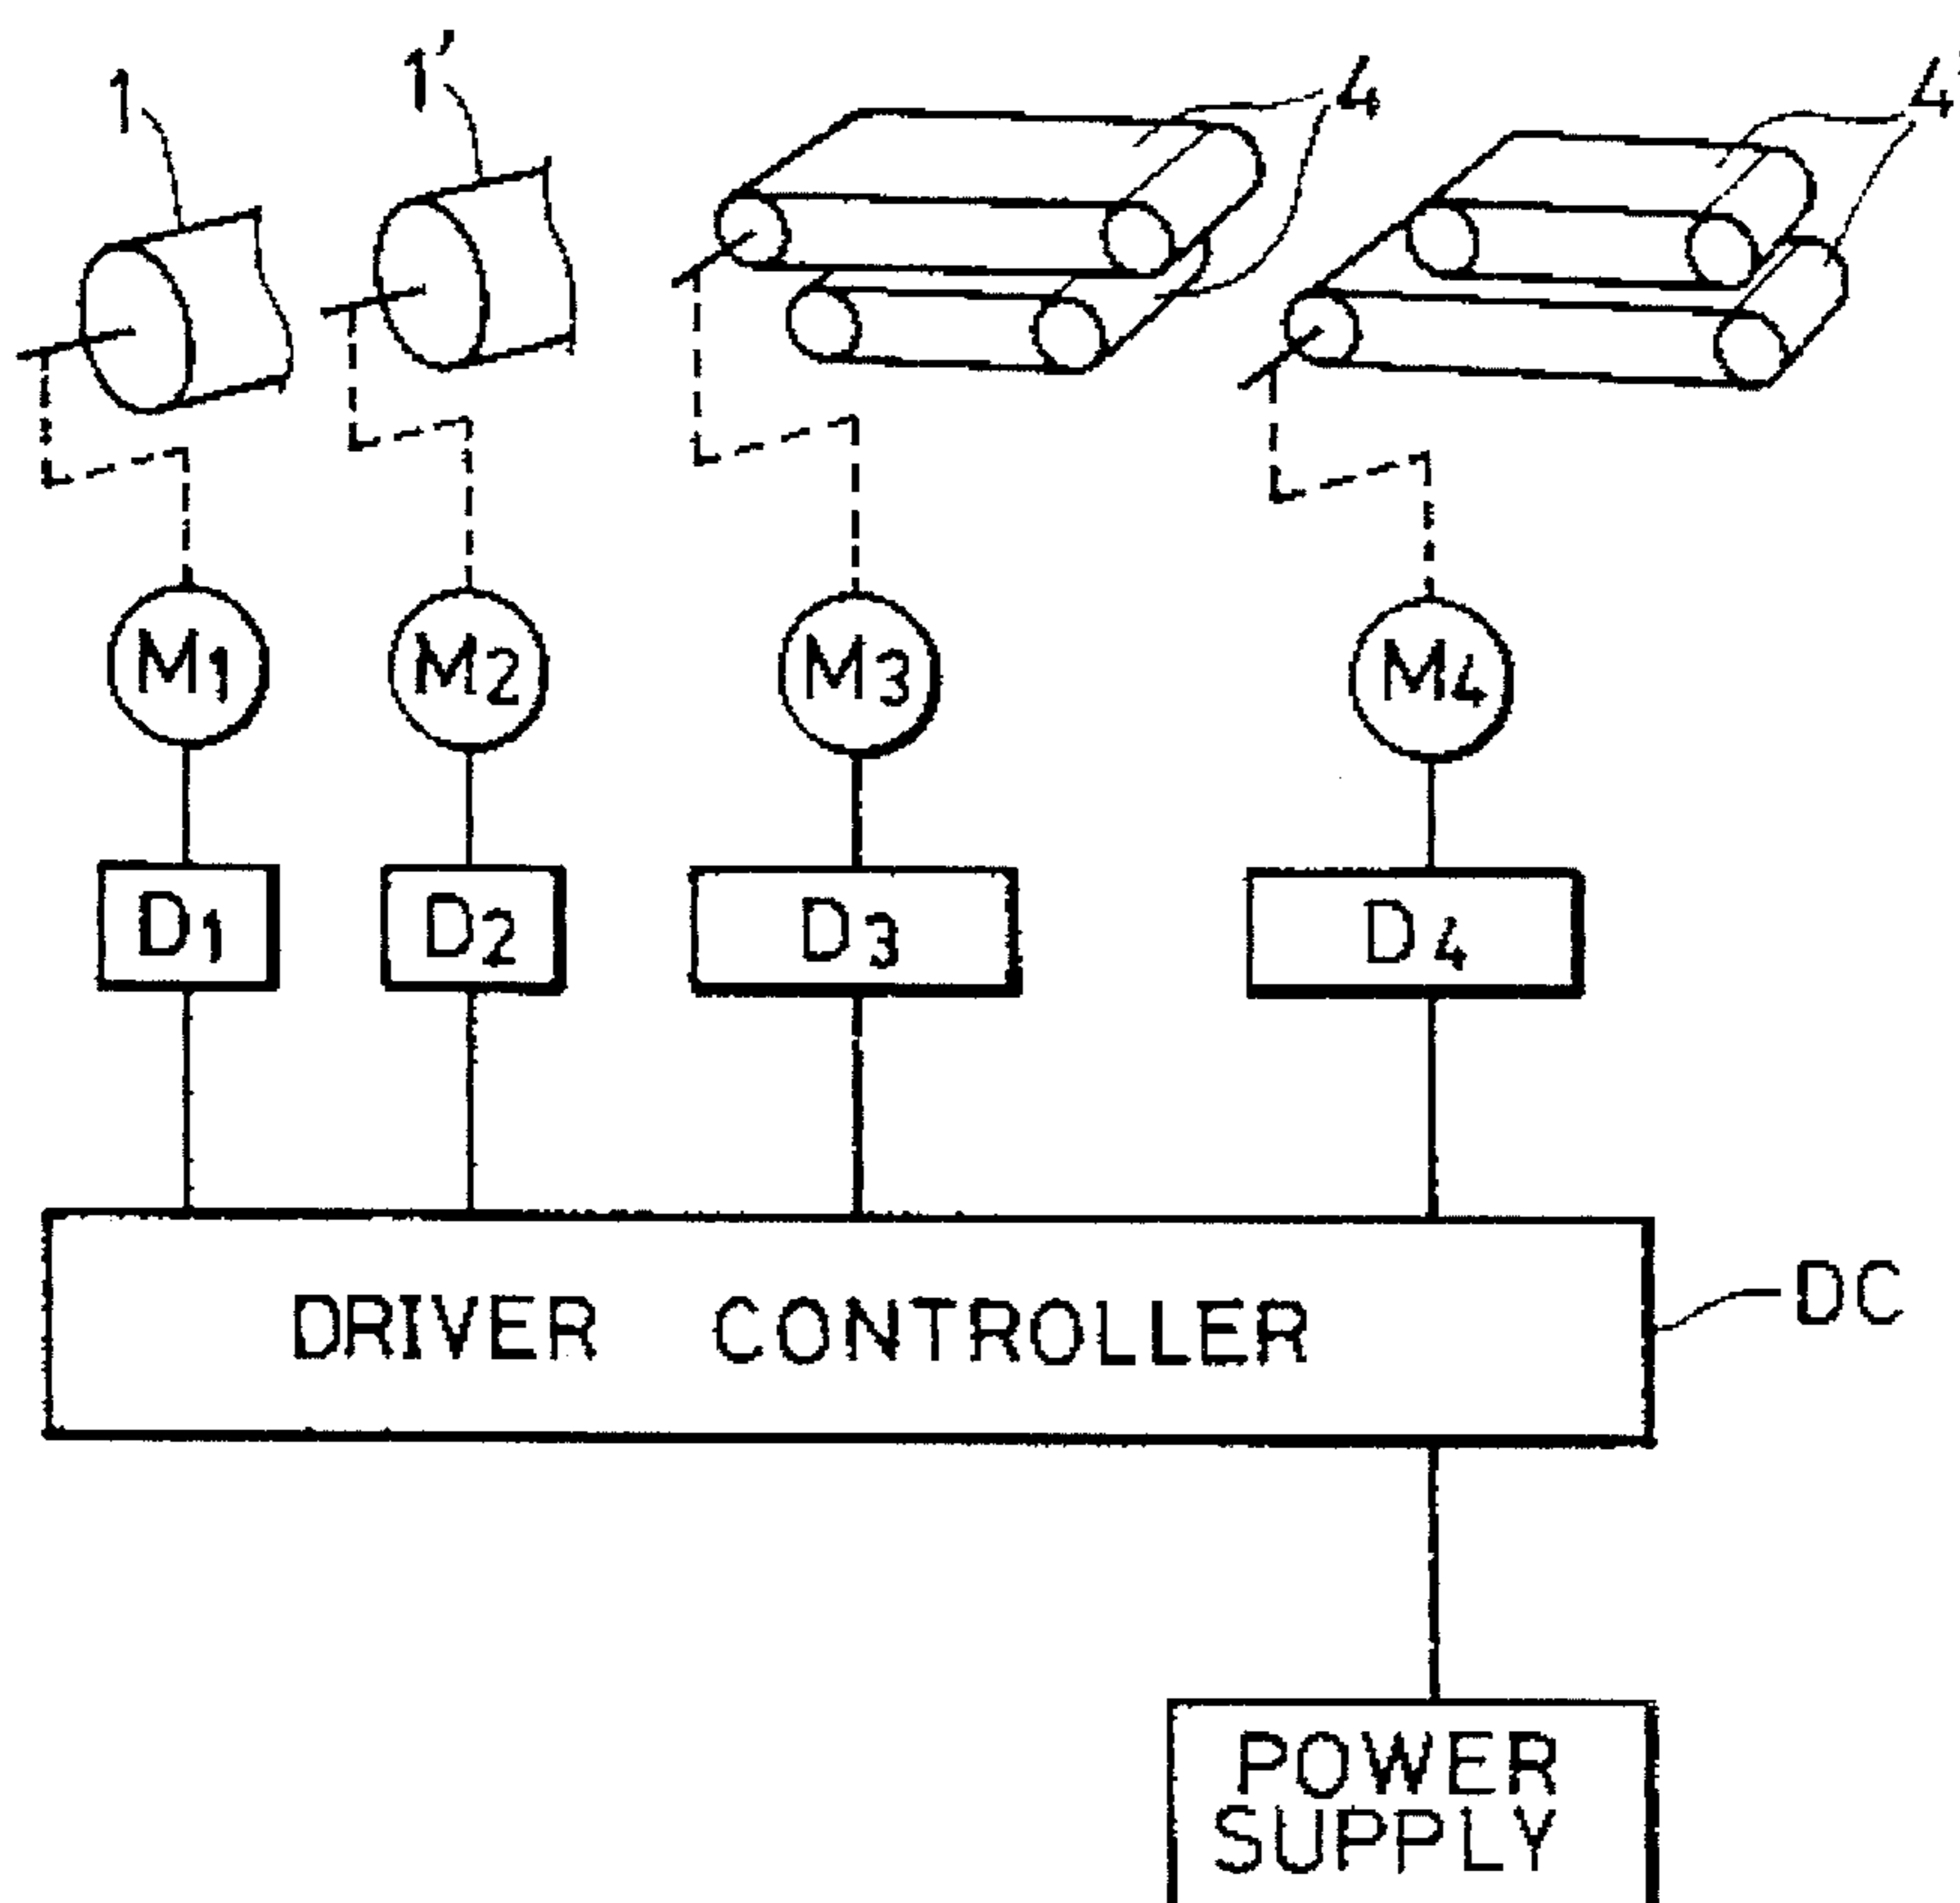 1
1'
4
4'
M1
M2
M3
M4
D1
D2
D3
D4
DRIVER CONTROLLER
DC
POWER
SUPPLY